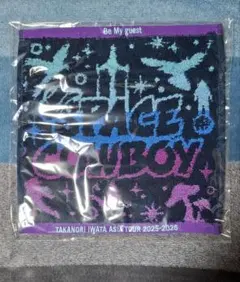 Be My guest
SPACE
COWBOY
TAKANORI IWATA ASIA TOUR 2025-2026